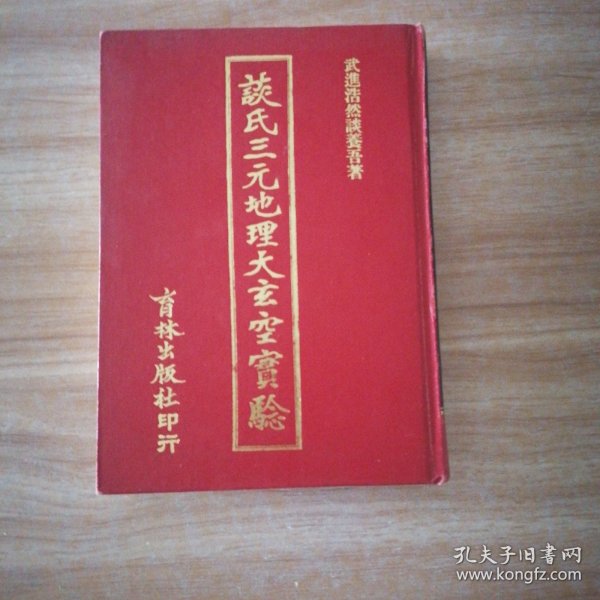 武進浩然談養吾著
談氏三元地理大玄空實驗
育林出版社印行
孔夫子旧书网
www.kongfz.com